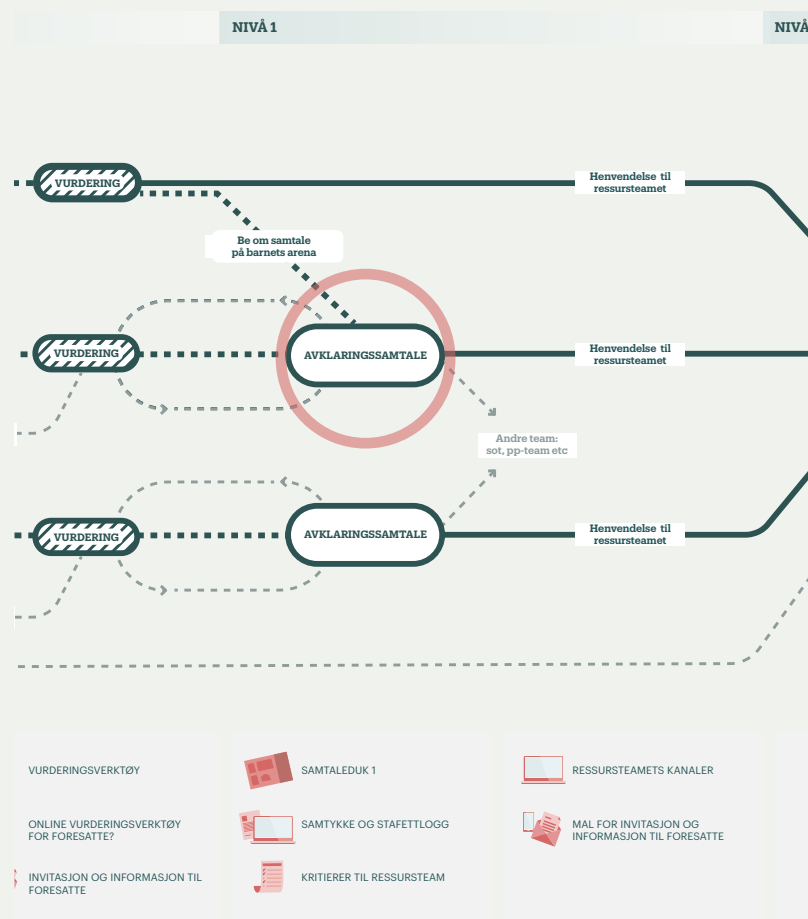 NIVÅ 1
NIVÅ
VURDERING
Henvendelse til
ressursteamet
Be om samtale
på barnets arena
VURDERING
AVKLARINGSSAMTALE
Henvendelse til
ressursteamet
Andre team:
sot, pp-team etc
VURDERING
AVKLARINGSSAMTALE
Henvendelse til
ressursteamet
VURDERINGSVERKTØY
ONLINE VURDERINGSVERKTØY
FOR FORESATTE?
INVITASJON OG INFORMASJON TIL
FORESATTE
SAMTALEDUK 1
SAMTYKKE OG STAFETTLOGG
KRITIERER TIL RESSURSTEAM
RESSURSTEAMETS KANALER
MAL FOR INVITASJON OG
INFORMASJON TIL FORESATTE